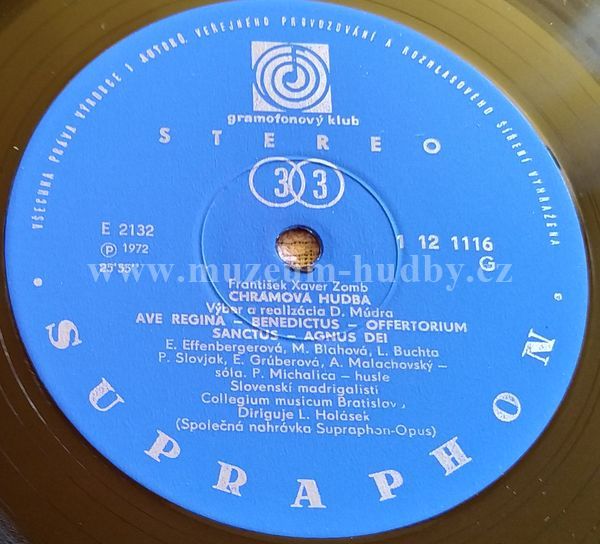 VŠECHNA PRÁVA VÝROBCE I AUTORŮ VEŘEJNÉHO PROVOZOVÁNÍ A ROZHLASOVÉHO ŠÍŘENÍ VYHRAŽENA
gramofonový klub
STEREO
33
E 2132
Ⓟ 1972
25'55"
1 12 1116
G
www.muzeum-hudby.cz
František Xaver Zomb
CHRÁMOVÁ HUDBA
Výber a realizácia D. Múdra
AVE REGINA – BENEDICTUS – OFFERTORIUM
SANCTUS – AGNUS DEI
E. Effenbergerová, M. Blahová, L. Buchta
P. Slovjak, E. Gráberová, A. Malachovský –
sóla. P. Michalica – husle
Slovenskí madrigalisti
Collegium musicum Bratislova
Diriguje L. Holásek
(Společná nahrávka Supraphon-Opus)
SUPRAPHON